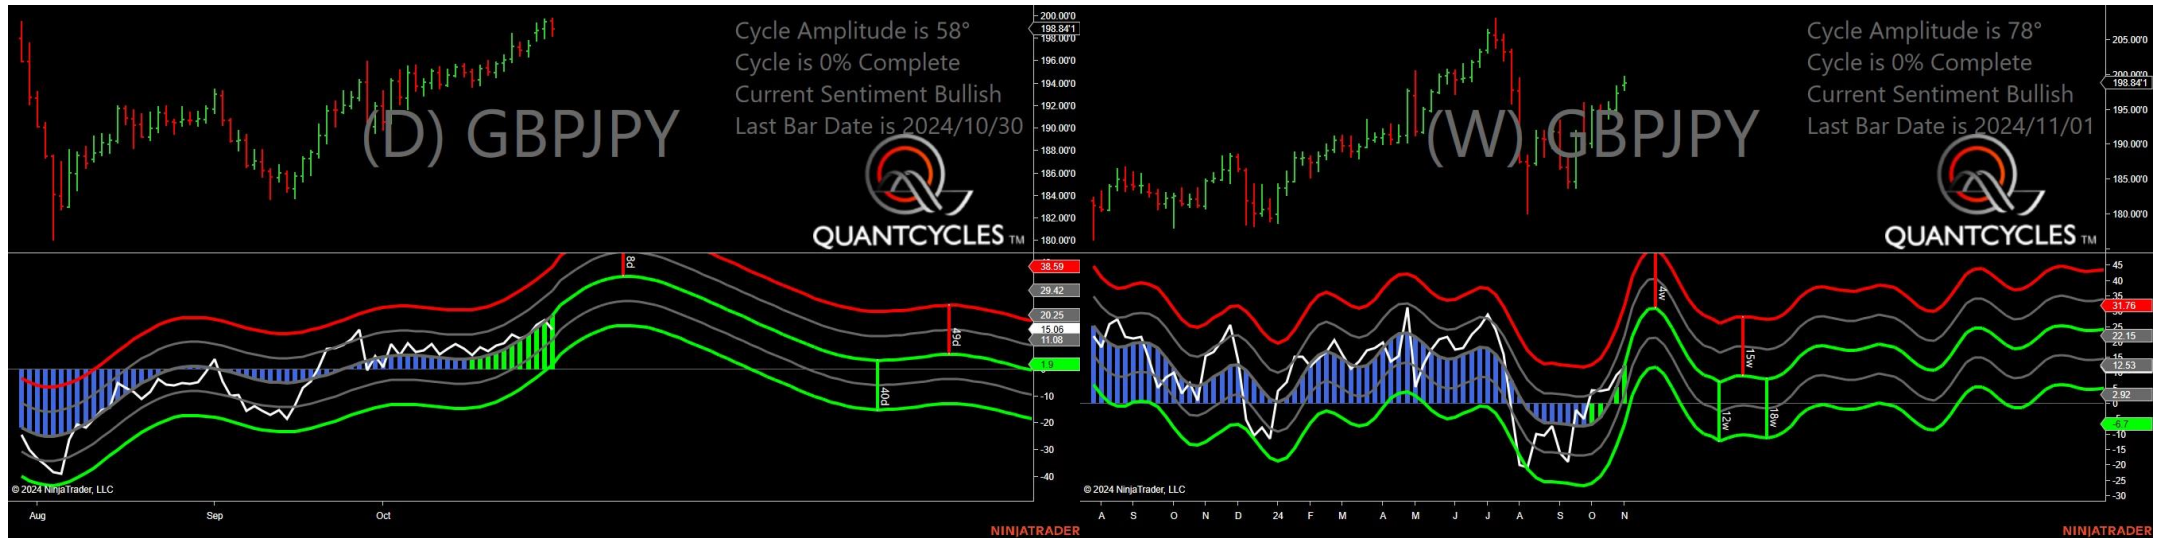 Cycle Amplitude is 58°
Cycle is 0% Complete
Current Sentiment Bullish
Last Bar Date is 2024/10/30
(D) GBPJPY
QUANTCYCLES TM
200.00'0
198.84'1
198.00'0
196.00'0
194.00'0
192.00'0
190.00'0
188.00'0
186.00'0
184.00'0
182.00'0
180.00'0
8d
49d
40d
38.59
29.42
20.25
15.06
11.08
1.9
-10
-20
-30
-40
© 2024 NinjaTrader, LLC
Aug Sep Oct
NINJATRADER
Cycle Amplitude is 78°
Cycle is 0% Complete
Current Sentiment Bullish
Last Bar Date is 2024/11/01
(W) GBPJPY
QUANTCYCLES TM
205.00'0
200.00'0
198.84'1
195.00'0
190.00'0
185.00'0
180.00'0
4w
15w
12w
18w
45
40
35
31.76
25
22.15
15
12.53
5
2.92
0
-6.7
-10
-15
-20
-25
-30
© 2024 NinjaTrader, LLC
A S O N D 24 F M A M J J A S O N
NINJATRADER